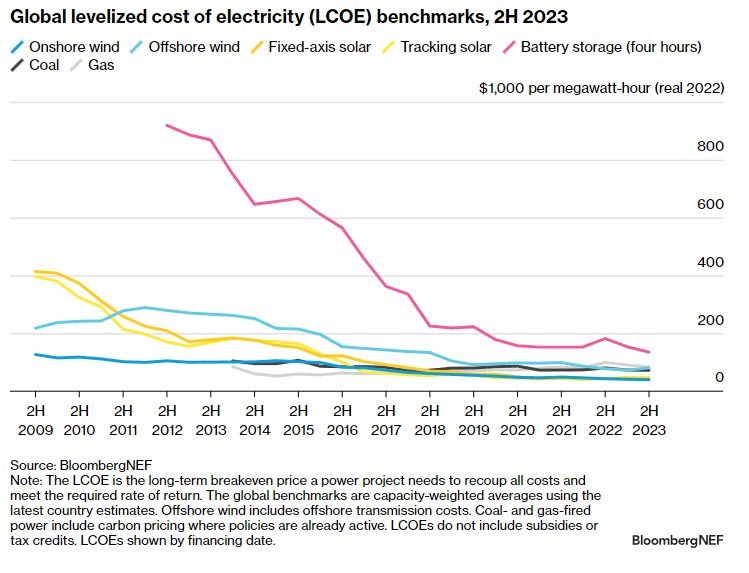 Global levelized cost of electricity (LCOE) benchmarks, 2H 2023
Onshore wind Offshore wind Fixed-axis solar Tracking solar Battery storage (four hours)
Coal Gas
$1,000 per megawatt-hour (real 2022)
800
600
400
200
0
2H 2H 2H 2H 2H 2H 2H 2H 2H 2H 2H 2H 2H 2H 2H
2009 2010 2011 2012 2013 2014 2015 2016 2017 2018 2019 2020 2021 2022 2023
Source: BloombergNEF
Note: The LCOE is the long-term breakeven price a power project needs to recoup all costs and
meet the required rate of return. The global benchmarks are capacity-weighted averages using the
latest country estimates. Offshore wind includes offshore transmission costs. Coal- and gas-fired
power include carbon pricing where policies are already active. LCOEs do not include subsidies or
tax credits. LCOEs shown by financing date.
BloombergNEF